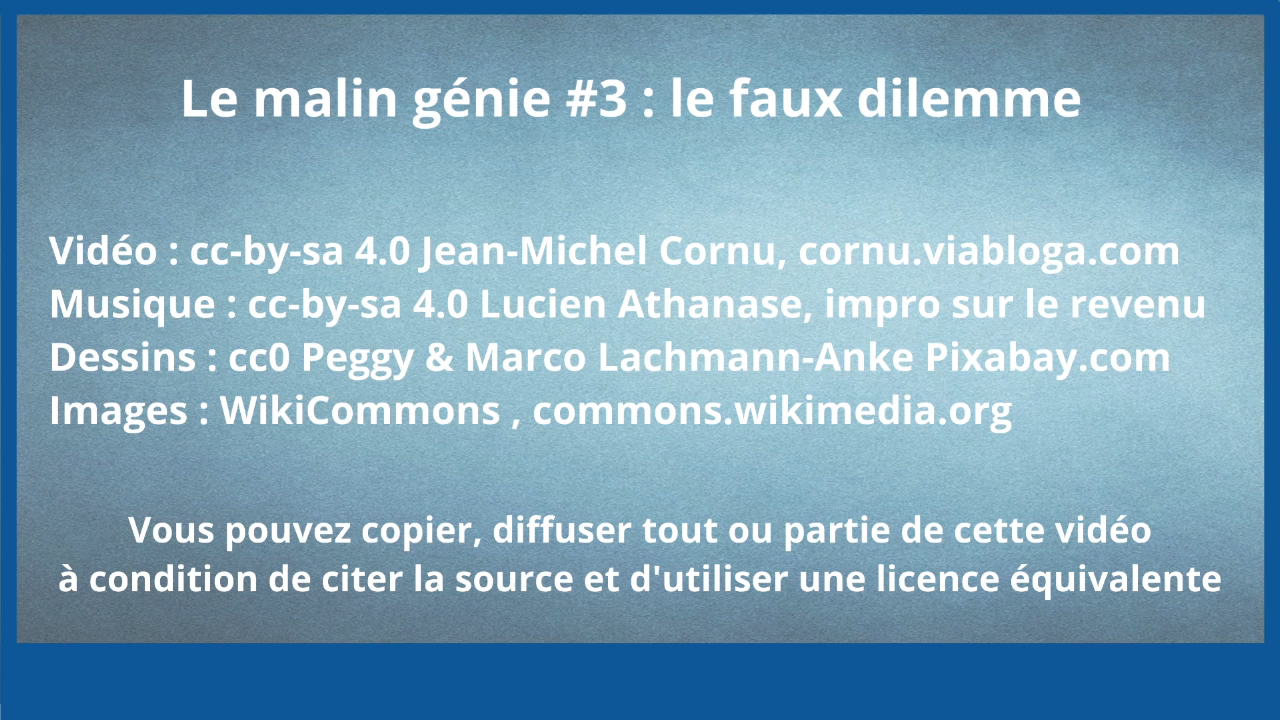 Le malin génie #3 : le faux dilemme
Vidéo : cc-by-sa 4.0 Jean-Michel Cornu, cornu.viabloga.com
Musique : cc-by-sa 4.0 Lucien Athanase, impro sur le revenu
Dessins : cc0 Peggy & Marco Lachmann-Anke Pixabay.com
Images : WikiCommons , commons.wikimedia.org
Vous pouvez copier, diffuser tout ou partie de cette vidéo
à condition de citer la source et d'utiliser une licence équivalente